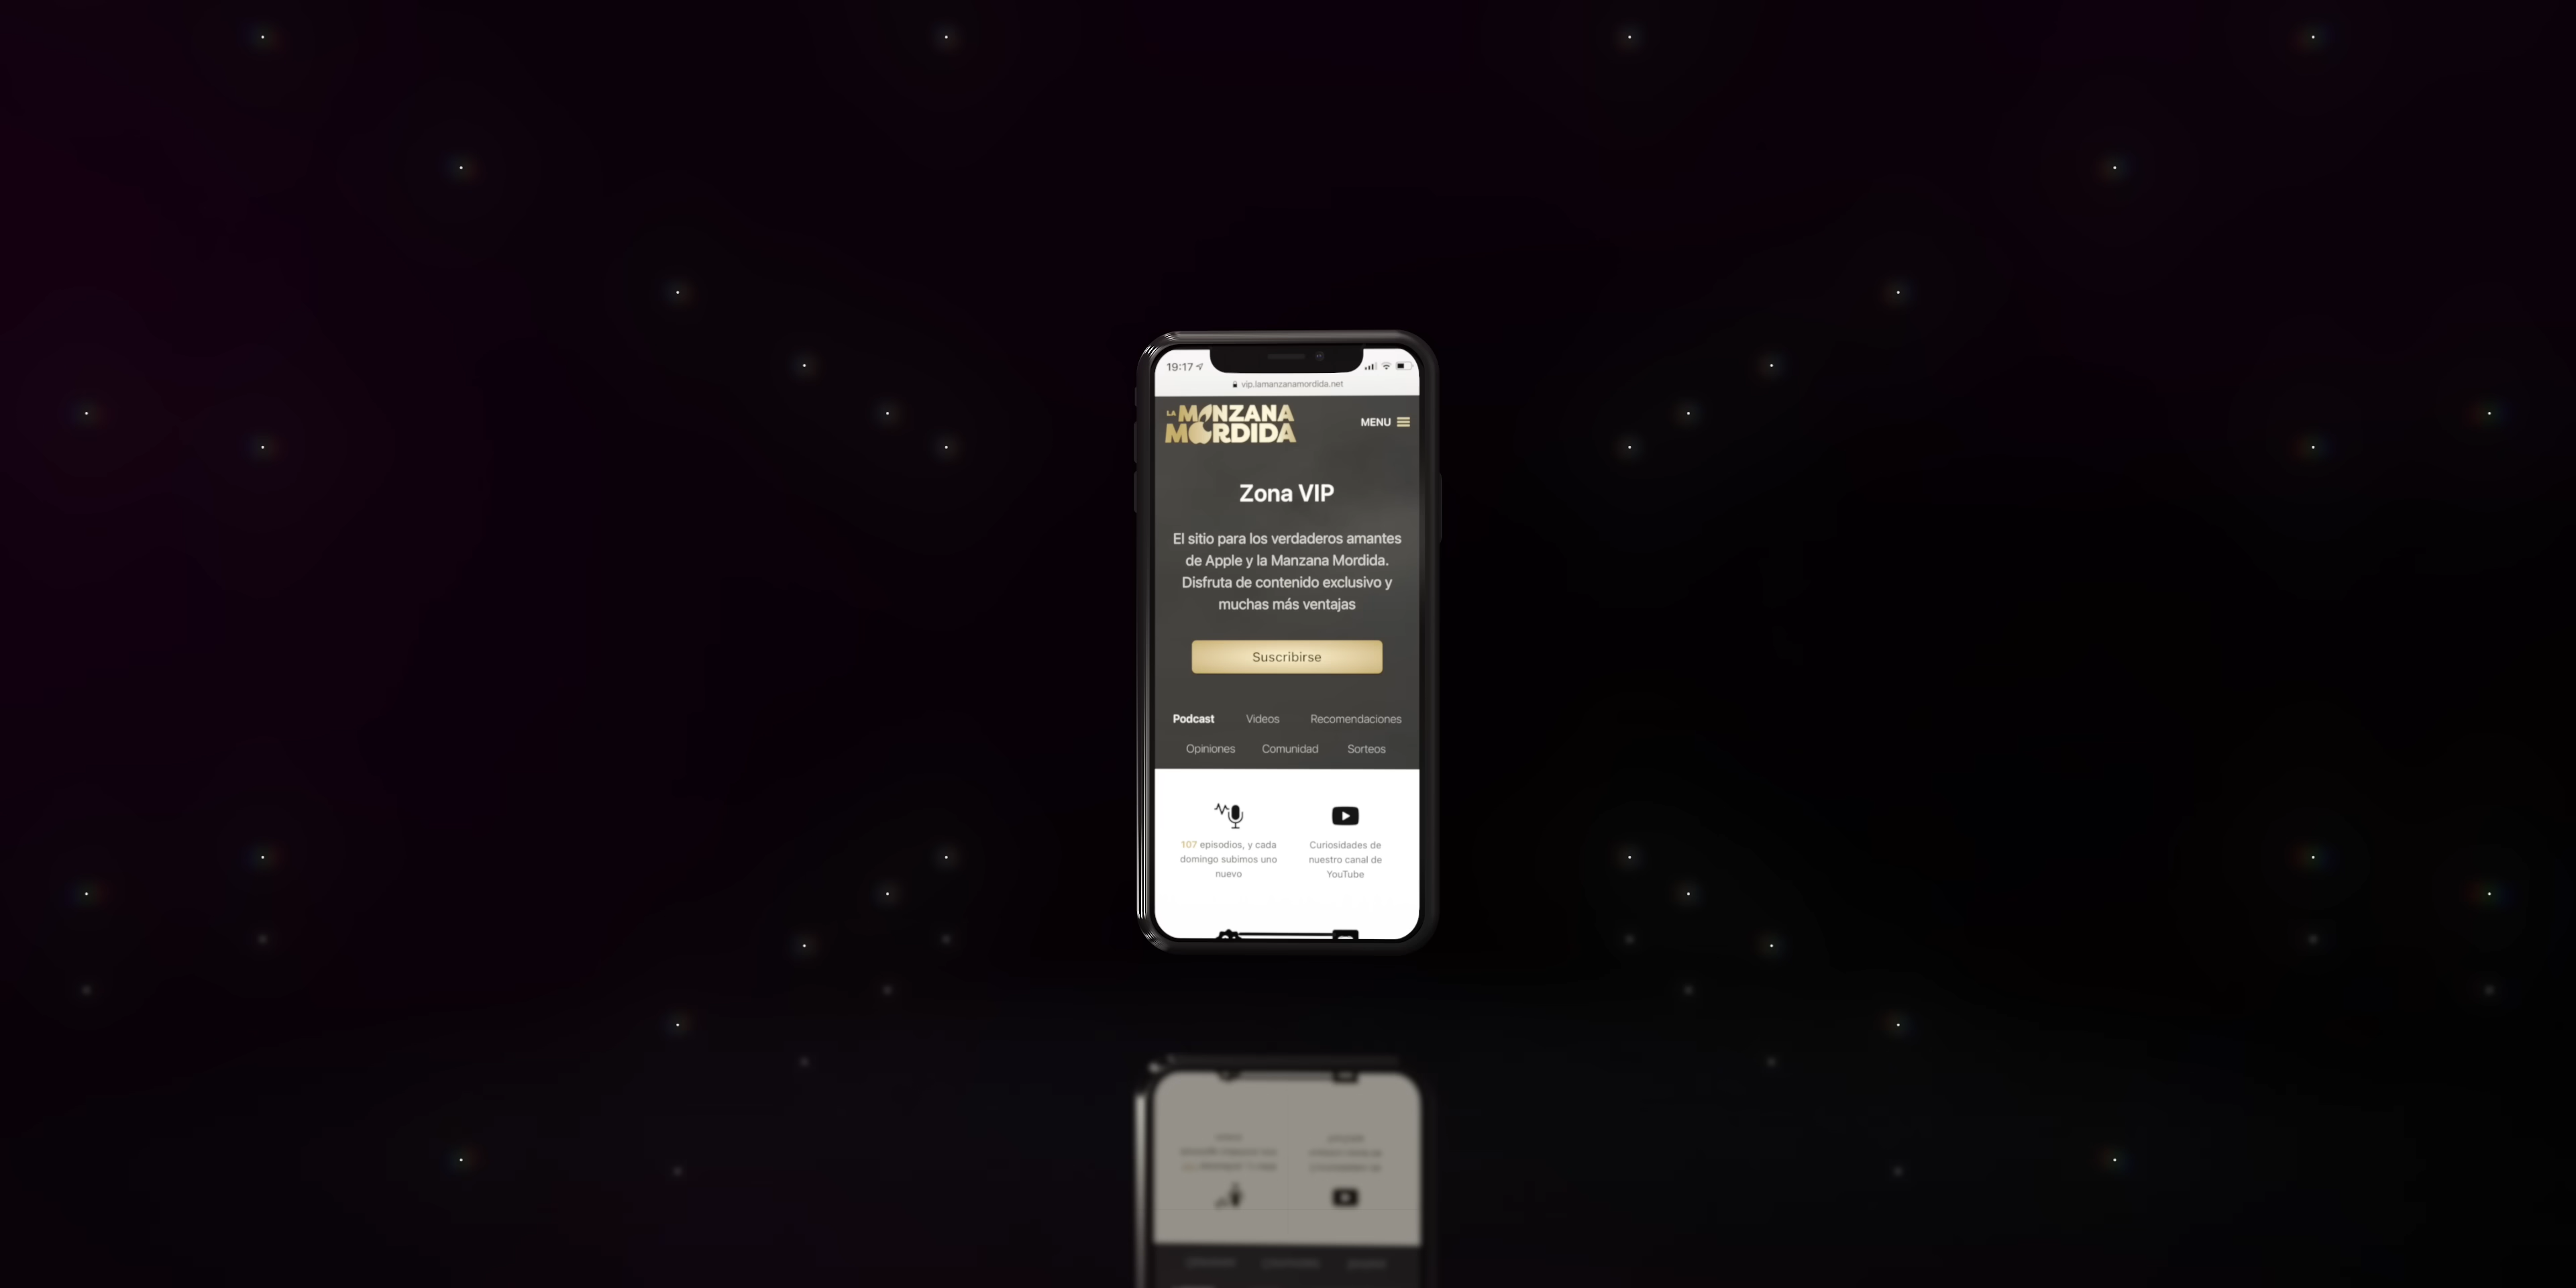 19:17
vip.lamanzanamordida.net
LA MANZANA
MORDIDA
MENU
Zona VIP
El sitio para los verdaderos amantes
de Apple y la Manzana Mordida.
Disfruta de contenido exclusivo y
muchas más ventajas
Suscribirse
Podcast Videos Recomendaciones
Opiniones Comunidad Sorteos
107 episodios, y cada
domingo subimos uno
nuevo
Curiosidades de
nuestro canal de
YouTube